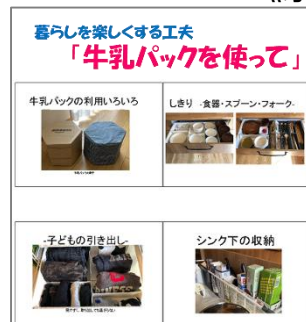 暮らしを楽しくする工夫
「牛乳パックを使って」
牛乳パックの利用いろいろ
しきり -食器・スプーン・フォーク-
-子どもの引き出し-
シンク下の収納